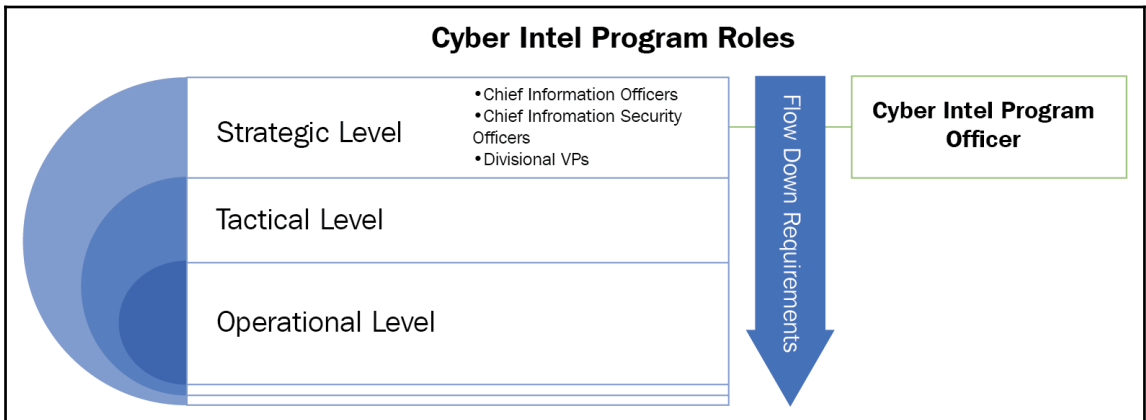 Cyber Intel Program Roles
Strategic Level
•Chief Information Officers
•Chief Infromation Security
Officers
•Divisional VPs
Flow Down Requirements
Cyber Intel Program
Officer
Tactical Level
Operational Level